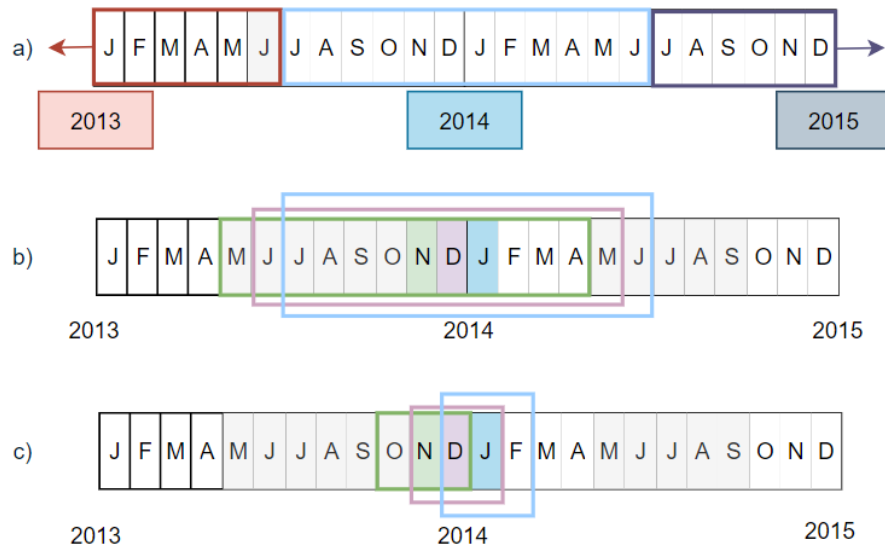 a) J F M A M J J A S O N D J F M A M J J A S O N D
2013 2014 2015
b) J F M A M J J A S O N D J F M A M J J A S O N D
2013 2014 2015
c) J F M A M J J A S O N D J F M A M J J A S O N D
2013 2014 2015